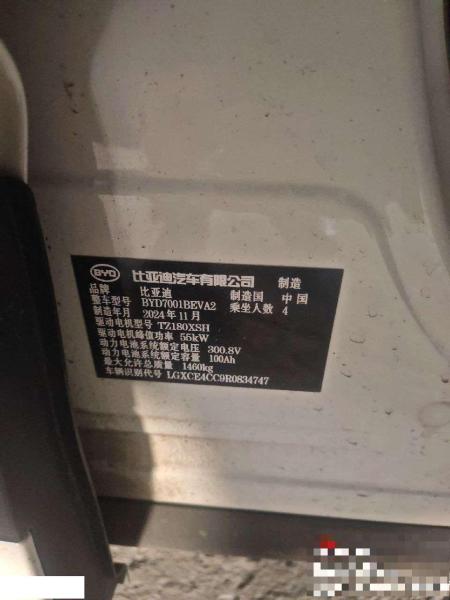 BYD 比亚迪汽车有限公司 制造
品牌 比亚迪 制造国 中国
整车型号 BYD7001BEVA2 乘坐人数 4
制造年月 2024年11月
驱动电机型号 TZ180XSH
驱动电机峰值功率 55kW
动力电池系统额定电压 300.8V
动力电池系统额定容量 100Ah
最大允许总质量 1460kg
车辆识别代号 LGXCE4CC9R0834747